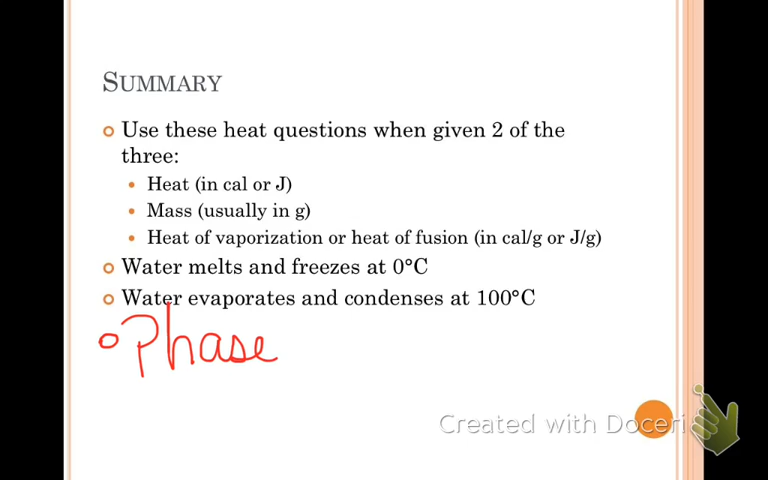 SUMMARY
Use these heat questions when given 2 of the
three:
Heat (in cal or J)
Mass (usually in g)
Heat of vaporization or heat of fusion (in cal/g or J/g)
Water melts and freezes at 0°C
Water evaporates and condenses at 100°C
Phase
Created with Doceri